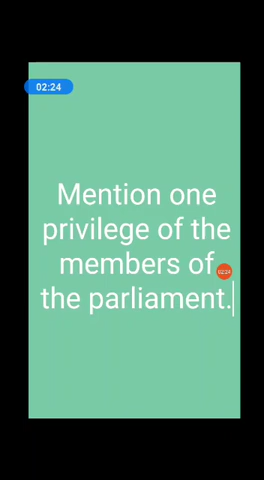 02:24
Mention one
privilege of the
members of
02:24
the parliament.